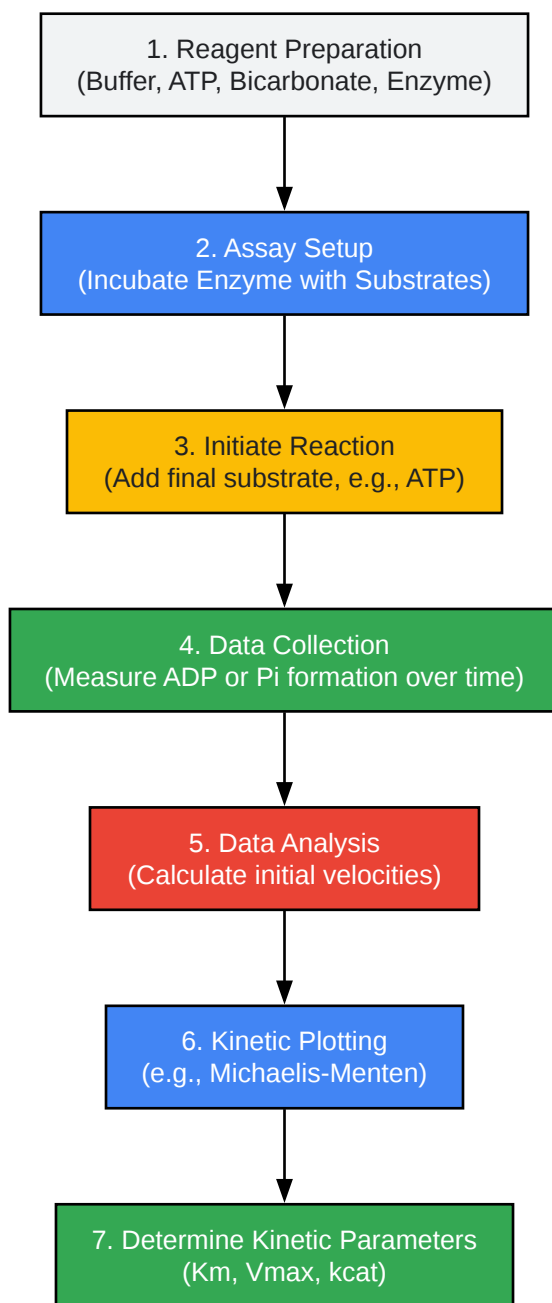 1. Reagent Preparation
(Buffer, ATP, Bicarbonate, Enzyme)
2. Assay Setup
(Incubate Enzyme with Substrates)
3. Initiate Reaction
(Add final substrate, e.g., ATP)
4. Data Collection
(Measure ADP or Pi formation over time)
5. Data Analysis
(Calculate initial velocities)
6. Kinetic Plotting
(e.g., Michaelis-Menten)
7. Determine Kinetic Parameters
(Km, Vmax, kcat)